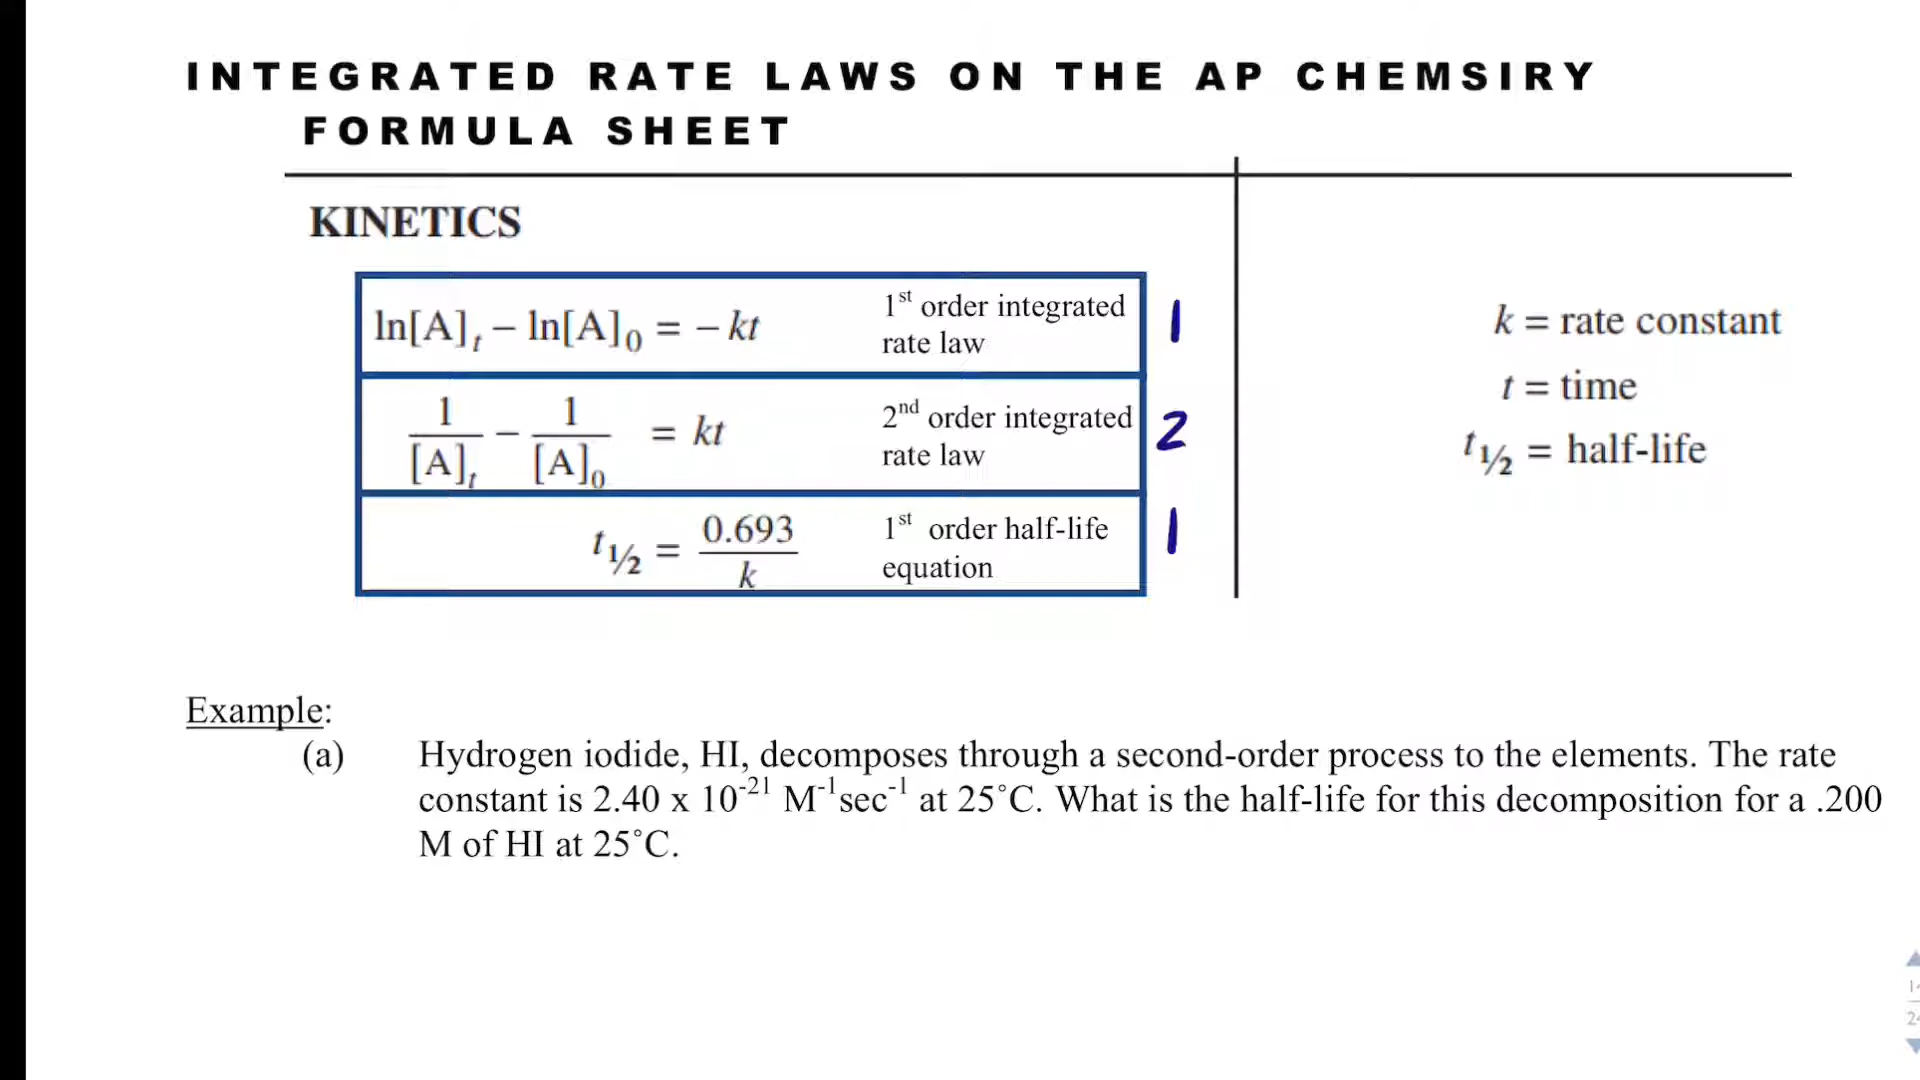 INTEGRATED RATE LAWS ON THE AP CHEMSIRY
FORMULA SHEET
KINETICS
ln[A]ₜ – ln[A]₀ = – kt 1ˢᵗ order integrated rate law 1
1/[A]ₜ – 1/[A]₀ = kt 2ⁿᵈ order integrated rate law 2
t½ = 0.693/k 1ˢᵗ order half-life equation 1
k = rate constant
t = time
t½ = half-life
Example:
(a) Hydrogen iodide, HI, decomposes through a second-order process to the elements. The rate
constant is 2.40 x 10⁻²¹ M⁻¹sec⁻¹ at 25˚C. What is the half-life for this decomposition for a .200
M of HI at 25˚C.